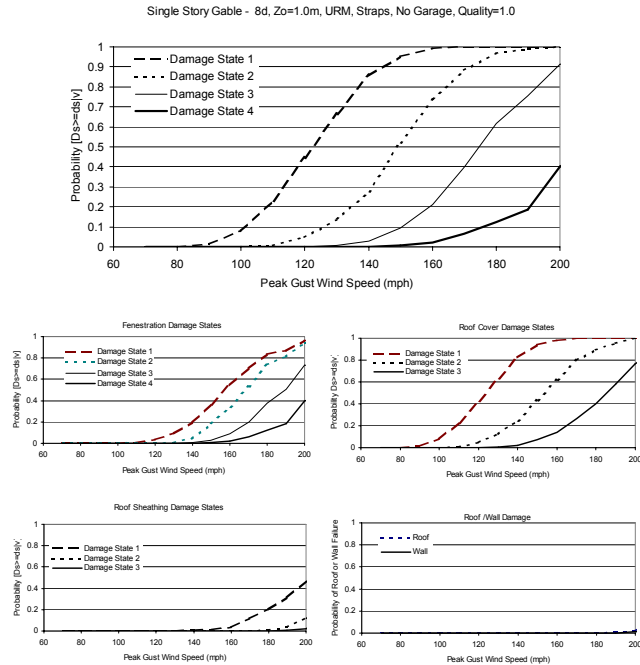 Single Story Gable - 8d, Zo=1.0m, URM, Straps, No Garage, Quality=1.0
Probability [Ds>=ds|v]
1
0.9
0.8
0.7
0.6
0.5
0.4
0.3
0.2
0.1
0
Damage State 1
Damage State 2
Damage State 3
Damage State 4
60 80 100 120 140 160 180 200
Peak Gust Wind Speed (mph)
Fenestration Damage States
Probability [Ds>=ds|v]
1
0.8
0.6
0.4
0.2
0
Damage State 1
Damage State 2
Damage State 3
Damage State 4
60 80 100 120 140 160 180 200
Peak Gust Wind Speed (mph)
Roof Cover Damage States
Probability Ds>=ds|v]
1
0.8
0.6
0.4
0.2
0
Damage State 1
Damage State 2
Damage State 3
60 80 100 120 140 160 180 200
Peak Gust Wind Speed (mph)
Roof Sheathing Damage States
Probability [Ds>=ds|v]
1
0.8
0.6
0.4
0.2
0
Damage State 1
Damage State 2
Damage State 3
60 80 100 120 140 160 180 200
Peak Gust Wind Speed (mph)
Roof /Wall Damage
Probability of Roof or Wall Failure
1
0.8
0.6
0.4
0.2
0
Roof
Wall
60 80 100 120 140 160 180 200
Peak Gust Wind Speed (mph)